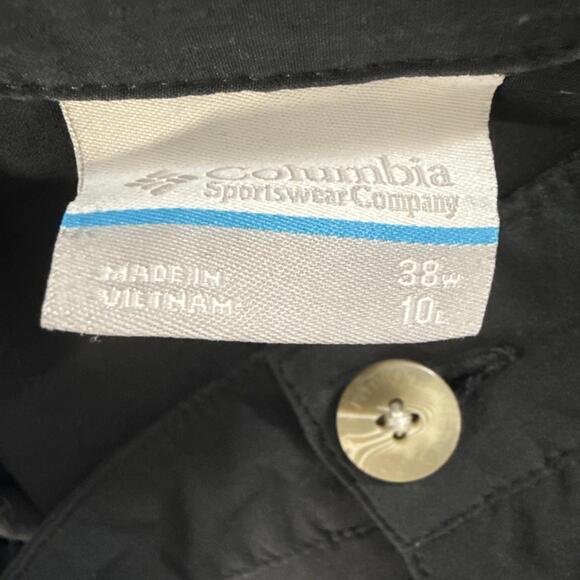 Columbia
Sportswear Company
MADE IN
VIETNAM
38W
10L